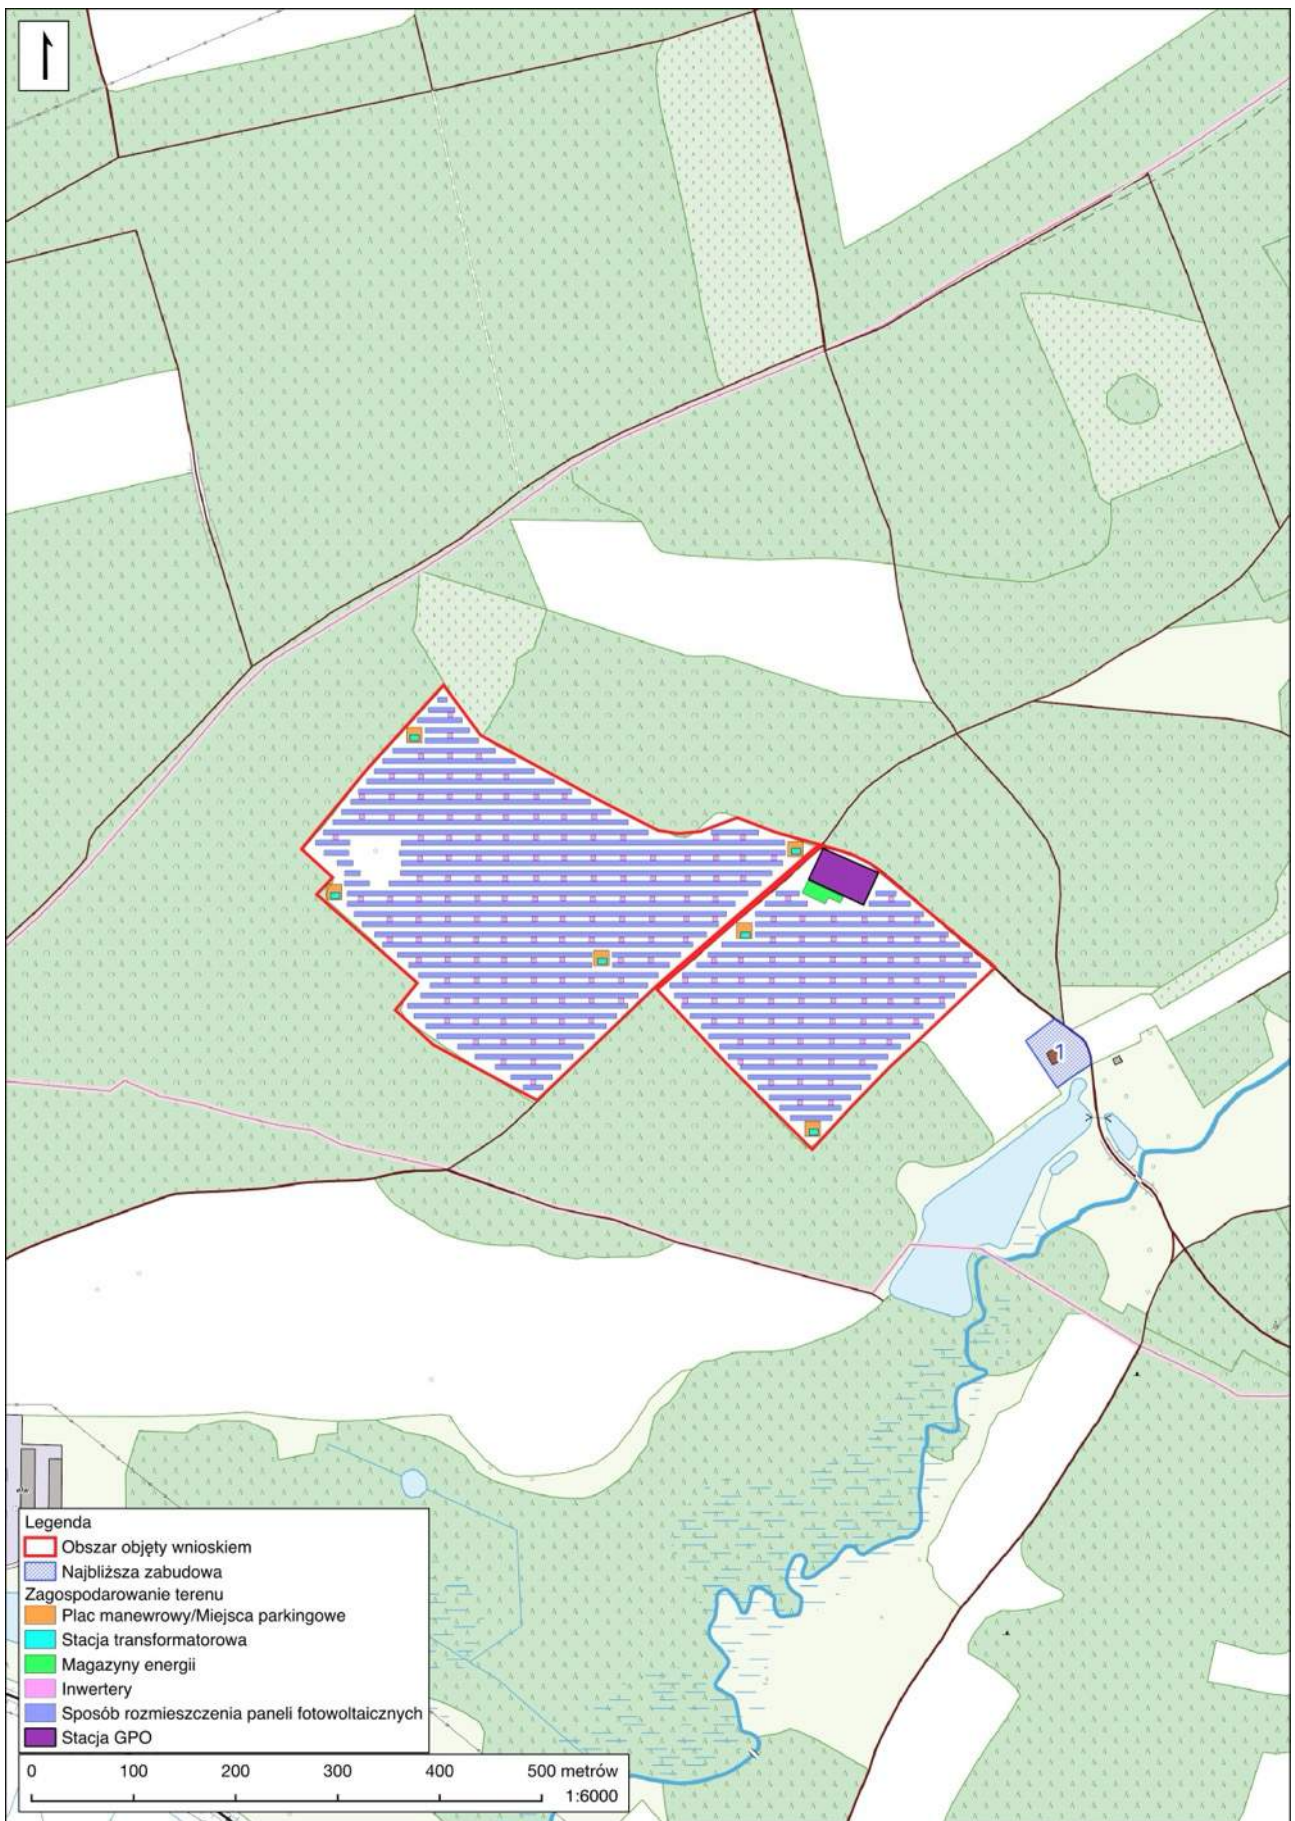 1
Legenda
Obszar objęty wnioskiem
Najbliższa zabudowa
Zagospodarowanie terenu
Plac manewrowy/Miejsca parkingowe
Stacja transformatorowa
Magazyny energii
Inwertery
Sposób rozmieszczenia paneli fotowoltaicznych
Stacja GPO
0 100 200 300 400 500 metrów
1:6000